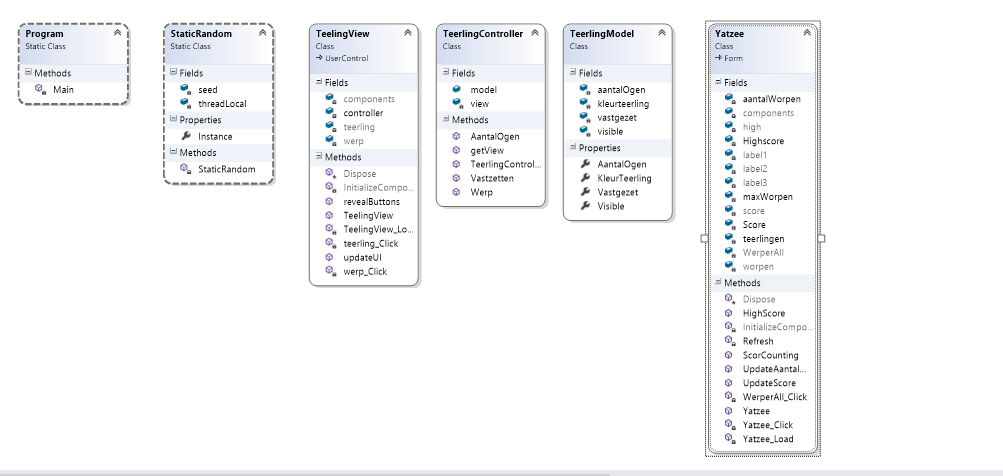 Program
Static Class
Methods
Main
StaticRandom
Static Class
Fields
seed
threadLocal
Properties
Instance
Methods
StaticRandom
TeelingView
Class
UserControl
Fields
components
controller
teerling
werp
Methods
Dispose
InitializeCompo...
revealButtons
TeelingView
TeelingView_Lo...
teerling_Click
updateUI
werp_Click
TeerlingController
Class
Fields
model
view
Methods
AantalOgen
getView
TeerlingControl...
Vastzetten
Werp
TeerlingModel
Class
Fields
aantalOgen
kleurteerling
vastgezet
visible
Properties
AantalOgen
KleurTeerling
Vastgezet
Visible
Yatzee
Class
Form
Fields
aantalWorpen
components
high
Highscore
label1
label2
label3
maxWorpen
score
Score
teerlingen
WerperAll
worpen
Methods
Dispose
HighScore
InitializeCompo...
Refresh
ScorCounting
UpdateAantal...
UpdateScore
WerperAll_Click
Yatzee
Yatzee_Click
Yatzee_Load